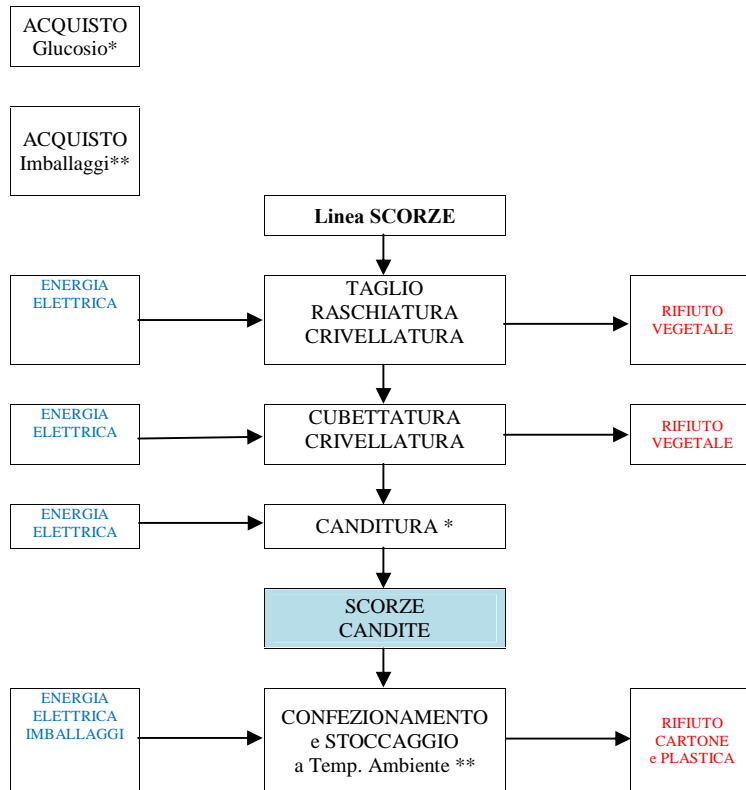 ACQUISTO
Glucosio*
ACQUISTO
Imballaggi**
Linea SCORZE
ENERGIA
ELETTRICA
TAGLIO
RASCHIATURA
CRIVELLATURA
RIFIUTO
VEGETALE
ENERGIA
ELETTRICA
CUBETTATURA
CRIVELLATURA
RIFIUTO
VEGETALE
ENERGIA
ELETTRICA
CANDITURA *
SCORZE
CANDITE
ENERGIA
ELETTRICA
IMBALLAGGI
CONFEZIONAMENTO
e STOCCAGGIO
a Temp. Ambiente **
RIFIUTO
CARTONE
e PLASTICA